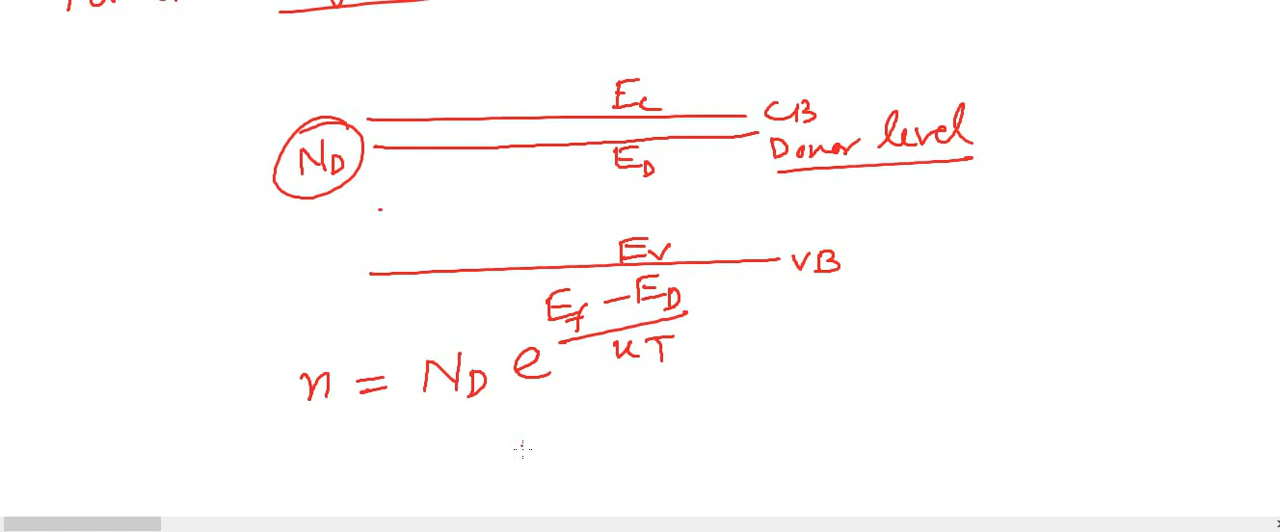 Ec
CB
ND
Donor level
ED
Ev
VB
n = ND e^(Ef - ED / KT)